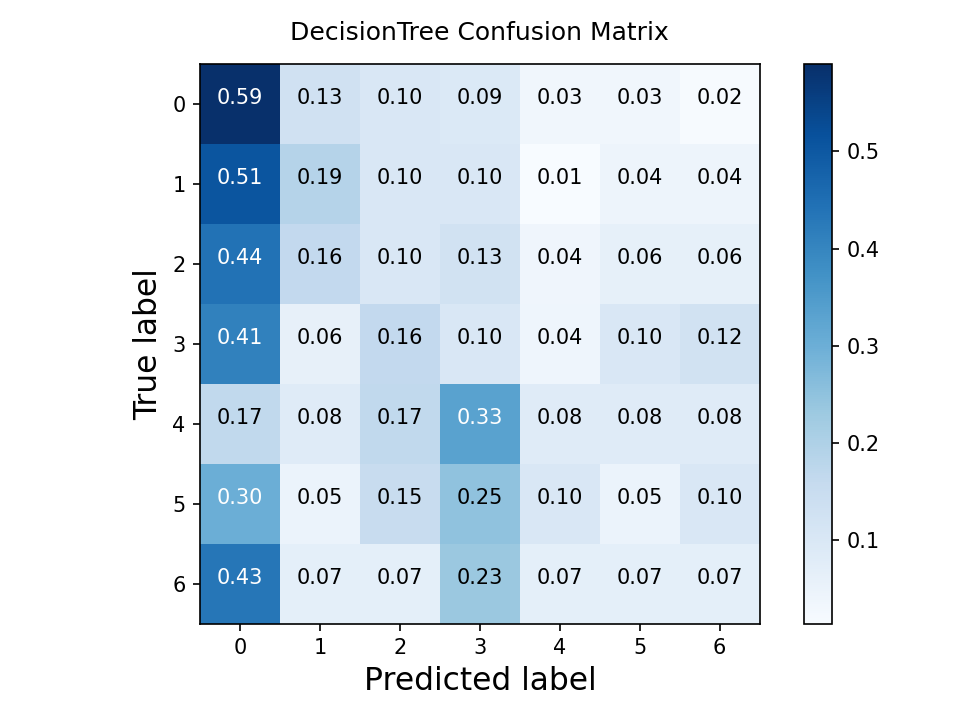 DecisionTree Confusion Matrix
0 0.59 0.13 0.10 0.09 0.03 0.03 0.02
1 0.51 0.19 0.10 0.10 0.01 0.04 0.04
2 0.44 0.16 0.10 0.13 0.04 0.06 0.06
3 0.41 0.06 0.16 0.10 0.04 0.10 0.12
4 0.17 0.08 0.17 0.33 0.08 0.08 0.08
5 0.30 0.05 0.15 0.25 0.10 0.05 0.10
6 0.43 0.07 0.07 0.23 0.07 0.07 0.07
0 1 2 3 4 5 6
True label
Predicted label
0.5
0.4
0.3
0.2
0.1